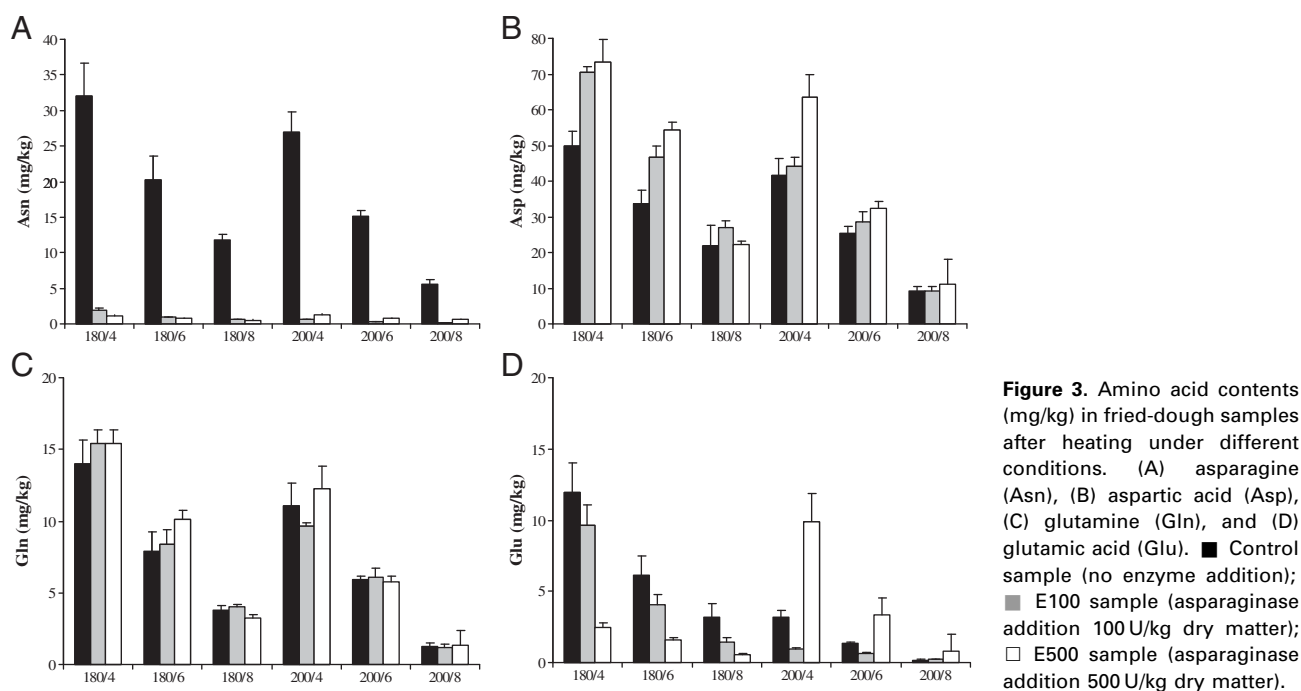 A
40
35
30
25
20
15
10
5
0
Asn (mg/kg)
180/4 180/6 180/8 200/4 200/6 200/8
B
80
70
60
50
40
30
20
10
0
Asp (mg/kg)
180/4 180/6 180/8 200/4 200/6 200/8
C
20
15
10
5
0
Gln (mg/kg)
180/4 180/6 180/8 200/4 200/6 200/8
D
20
15
10
5
0
Glu (mg/kg)
180/4 180/6 180/8 200/4 200/6 200/8
Figure 3. Amino acid contents
(mg/kg) in fried-dough samples
after heating under different
conditions. (A) asparagine
(Asn), (B) aspartic acid (Asp),
(C) glutamine (Gln), and (D)
glutamic acid (Glu). ■ Control
sample (no enzyme addition);
■ E100 sample (asparaginase
addition 100 U/kg dry matter);
□ E500 sample (asparaginase
addition 500 U/kg dry matter).